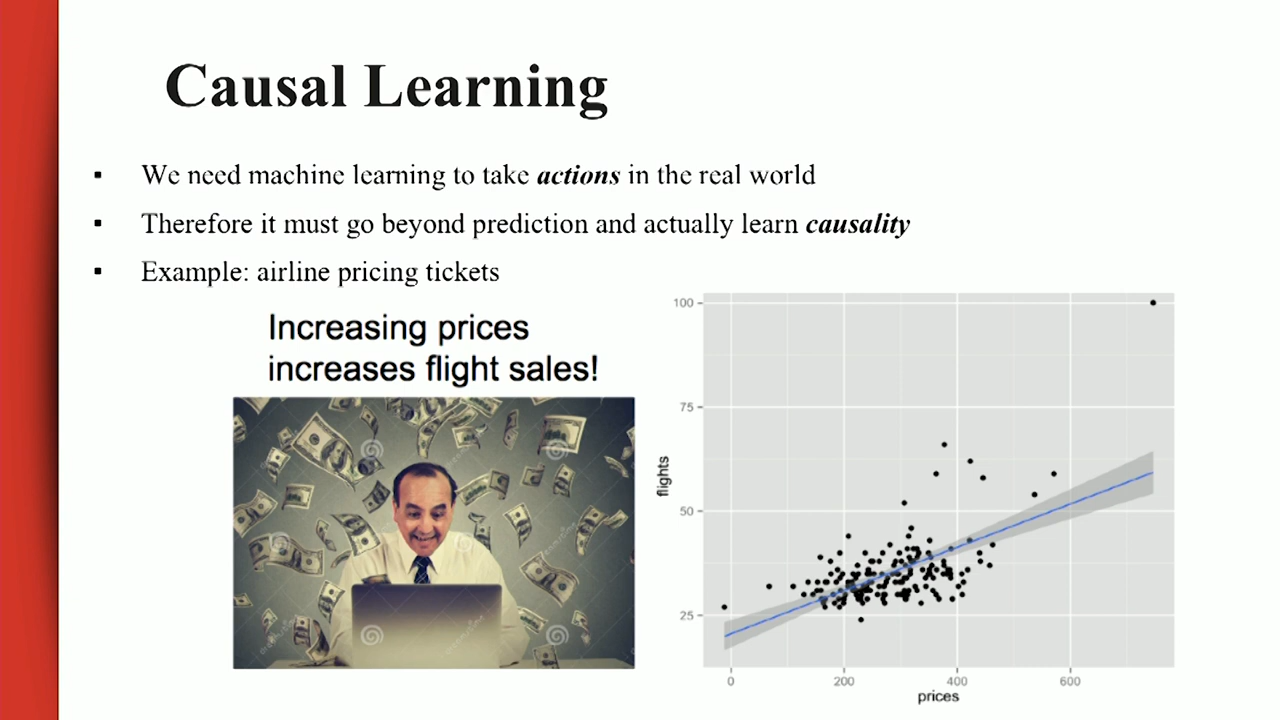 Causal Learning
▪ We need machine learning to take actions in the real world
▪ Therefore it must go beyond prediction and actually learn causality
▪ Example: airline pricing tickets
Increasing prices
increases flight sales!
100
75
50
25
flights
0 200 400 600
prices